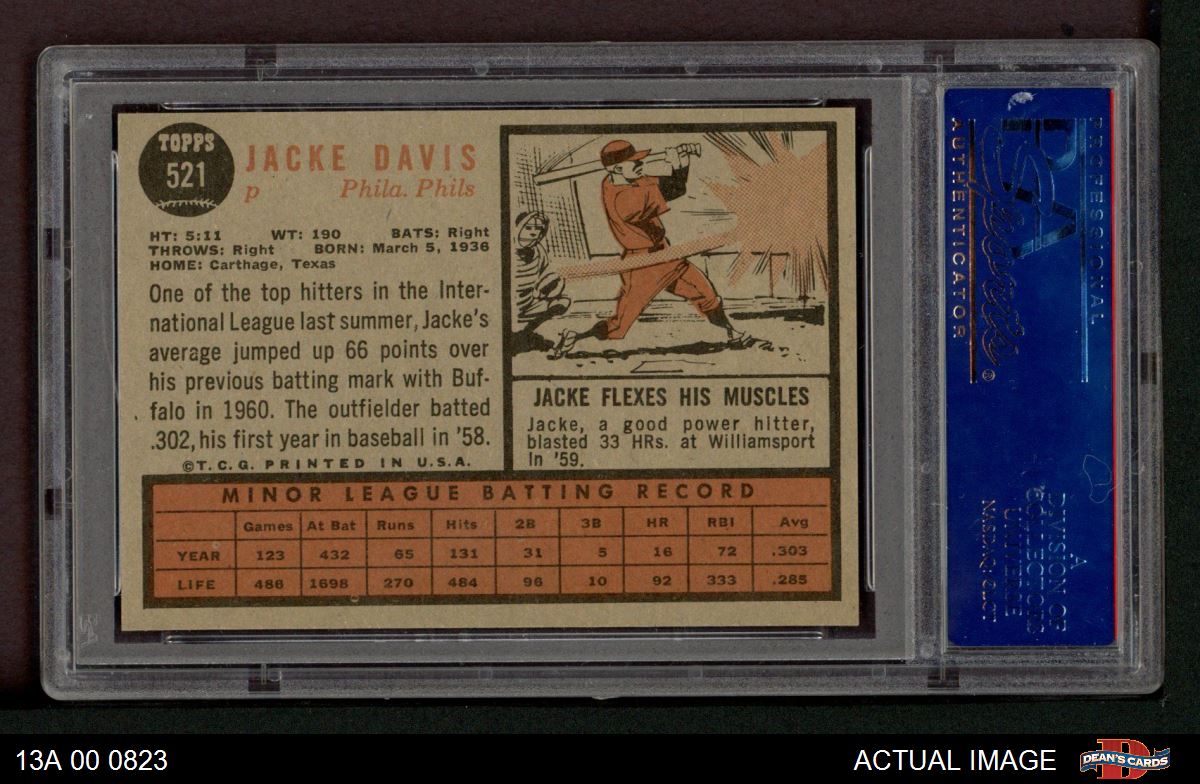 TOPPS
521
JACKE DAVIS
p Phila. Phils
HT: 5:11 WT: 190 BATS: Right
THROWS: Right BORN: March 5, 1936
HOME: Carthage, Texas
One of the top hitters in the Inter-
national League last summer, Jacke's
average jumped up 66 points over
his previous batting mark with Buf-
falo in 1960. The outfielder batted
.302, his first year in baseball in '58.
©T.C.G. PRINTED IN U.S.A.
JACKE FLEXES HIS MUSCLES
Jacke, a good power hitter,
blasted 33 HRs. at Williamsport
in '59.
MINOR LEAGUE BATTING RECORD
Games At Bat Runs Hits 2B 3B HR RBI Avg
YEAR 123 432 65 131 31 5 16 72 .303
LIFE 486 1698 270 484 96 10 92 333 .285
PROFESSIONAL
PSA
AUTHENTICATOR
®
A
DIVISION OF
COLLECTORS
UNIVERSE
NASDAQ: CLCT
13A 00 0823
ACTUAL IMAGE
DEAN'S CARDS